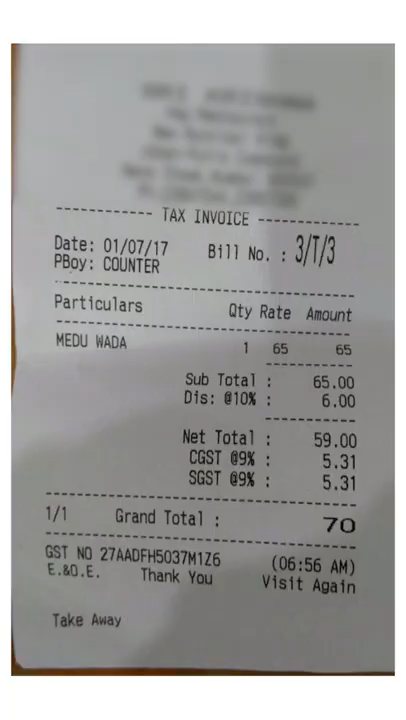 ----------- TAX INVOICE -----------
Date: 01/07/17 Bill No. : 3/T/3
PBoy: COUNTER
Particulars Qty Rate Amount
MEDU WADA 1 65 65
Sub Total : 65.00
Dis: @10% : 6.00
Net Total : 59.00
CGST @9% : 5.31
SGST @9% : 5.31
1/1 Grand Total : 70
GST NO 27AADFH5037M1Z6 (06:56 AM)
E.&O.E. Thank You Visit Again
Take Away